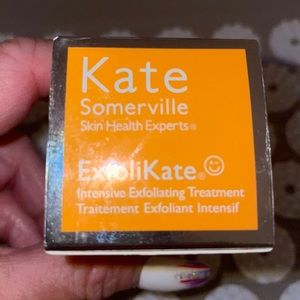 Kate
Somerville
Skin Health Experts®
ExfoliKate®
Intensive Exfoliating Treatment
Traitement Exfoliant Intensif